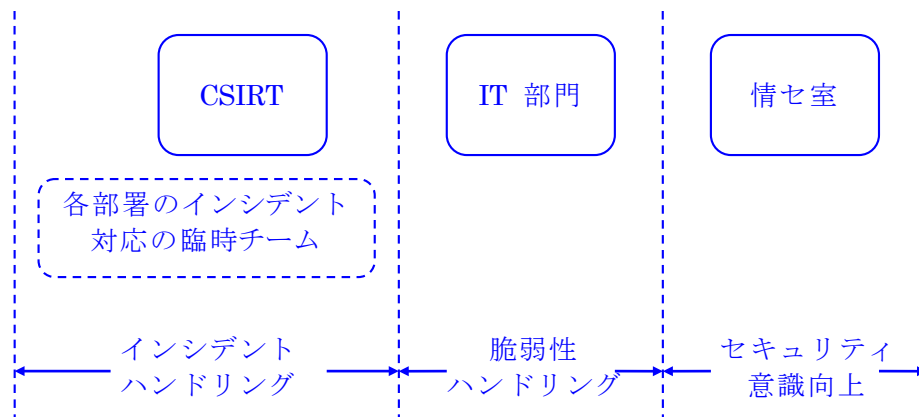 CSIRT
IT 部門
情セ室
各部署のインシデント
対応の臨時チーム
インシデント
ハンドリング
脆弱性
ハンドリング
セキュリティ
意識向上